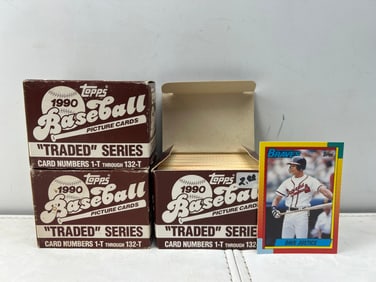 Topps
1990
Baseball
PICTURE CARDS
"TRADED" SERIES
CARD NUMBERS 1-T THROUGH 132-T
Topps
1990
Baseball
PICTURE CARDS
"TRADED" SERIES
CARD NUMBERS 1-T THROUGH 132-T
Topps
1990
Baseball
PICTURE CARDS
"TRADED" SERIES
CARD NUMBERS 1-T THROUGH 132-T
BRAVES
Topps
DAVE JUSTICE